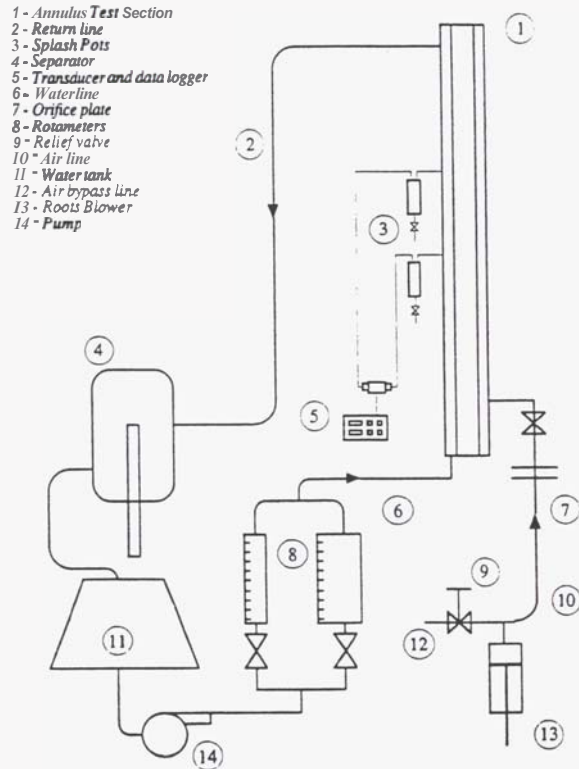 1 - Annulus Test Section
2 - Return line
3 - Splash Pots
4 - Separator
5 - Transducer and data logger
6 - Waterline
7 - Orifice plate
8 - Rotameters
9 - Relief valve
10 - Air line
11 - Water tank
12 - Air bypass line
13 - Roots Blower
14 - Pump
1
2
3
4
5
6
7
8
9
10
11
12
13
14